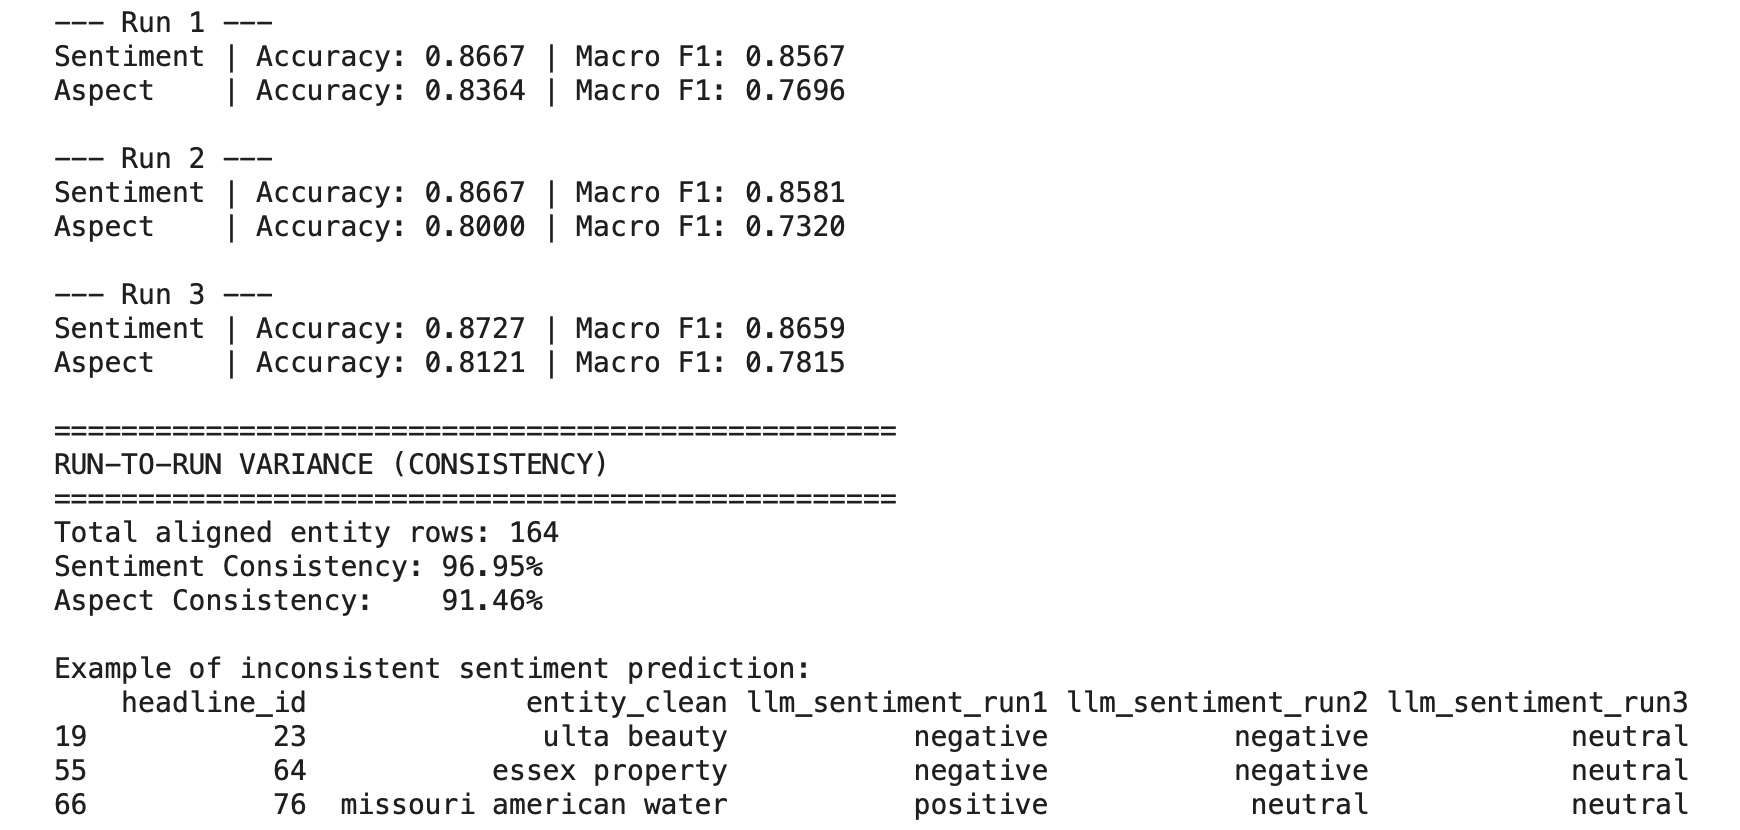 --- Run 1 ---
Sentiment | Accuracy: 0.8667 | Macro F1: 0.8567
Aspect    | Accuracy: 0.8364 | Macro F1: 0.7696

--- Run 2 ---
Sentiment | Accuracy: 0.8667 | Macro F1: 0.8581
Aspect    | Accuracy: 0.8000 | Macro F1: 0.7320

--- Run 3 ---
Sentiment | Accuracy: 0.8727 | Macro F1: 0.8659
Aspect    | Accuracy: 0.8121 | Macro F1: 0.7815

==================================================
RUN-TO-RUN VARIANCE (CONSISTENCY)
==================================================
Total aligned entity rows: 164
Sentiment Consistency: 96.95%
Aspect Consistency:    91.46%

Example of inconsistent sentiment prediction:
    headline_id             entity_clean llm_sentiment_run1 llm_sentiment_run2 llm_sentiment_run3
19           23              ulta beauty           negative           negative            neutral
55           64           essex property           negative           negative            neutral
66           76  missouri american water           positive            neutral            neutral